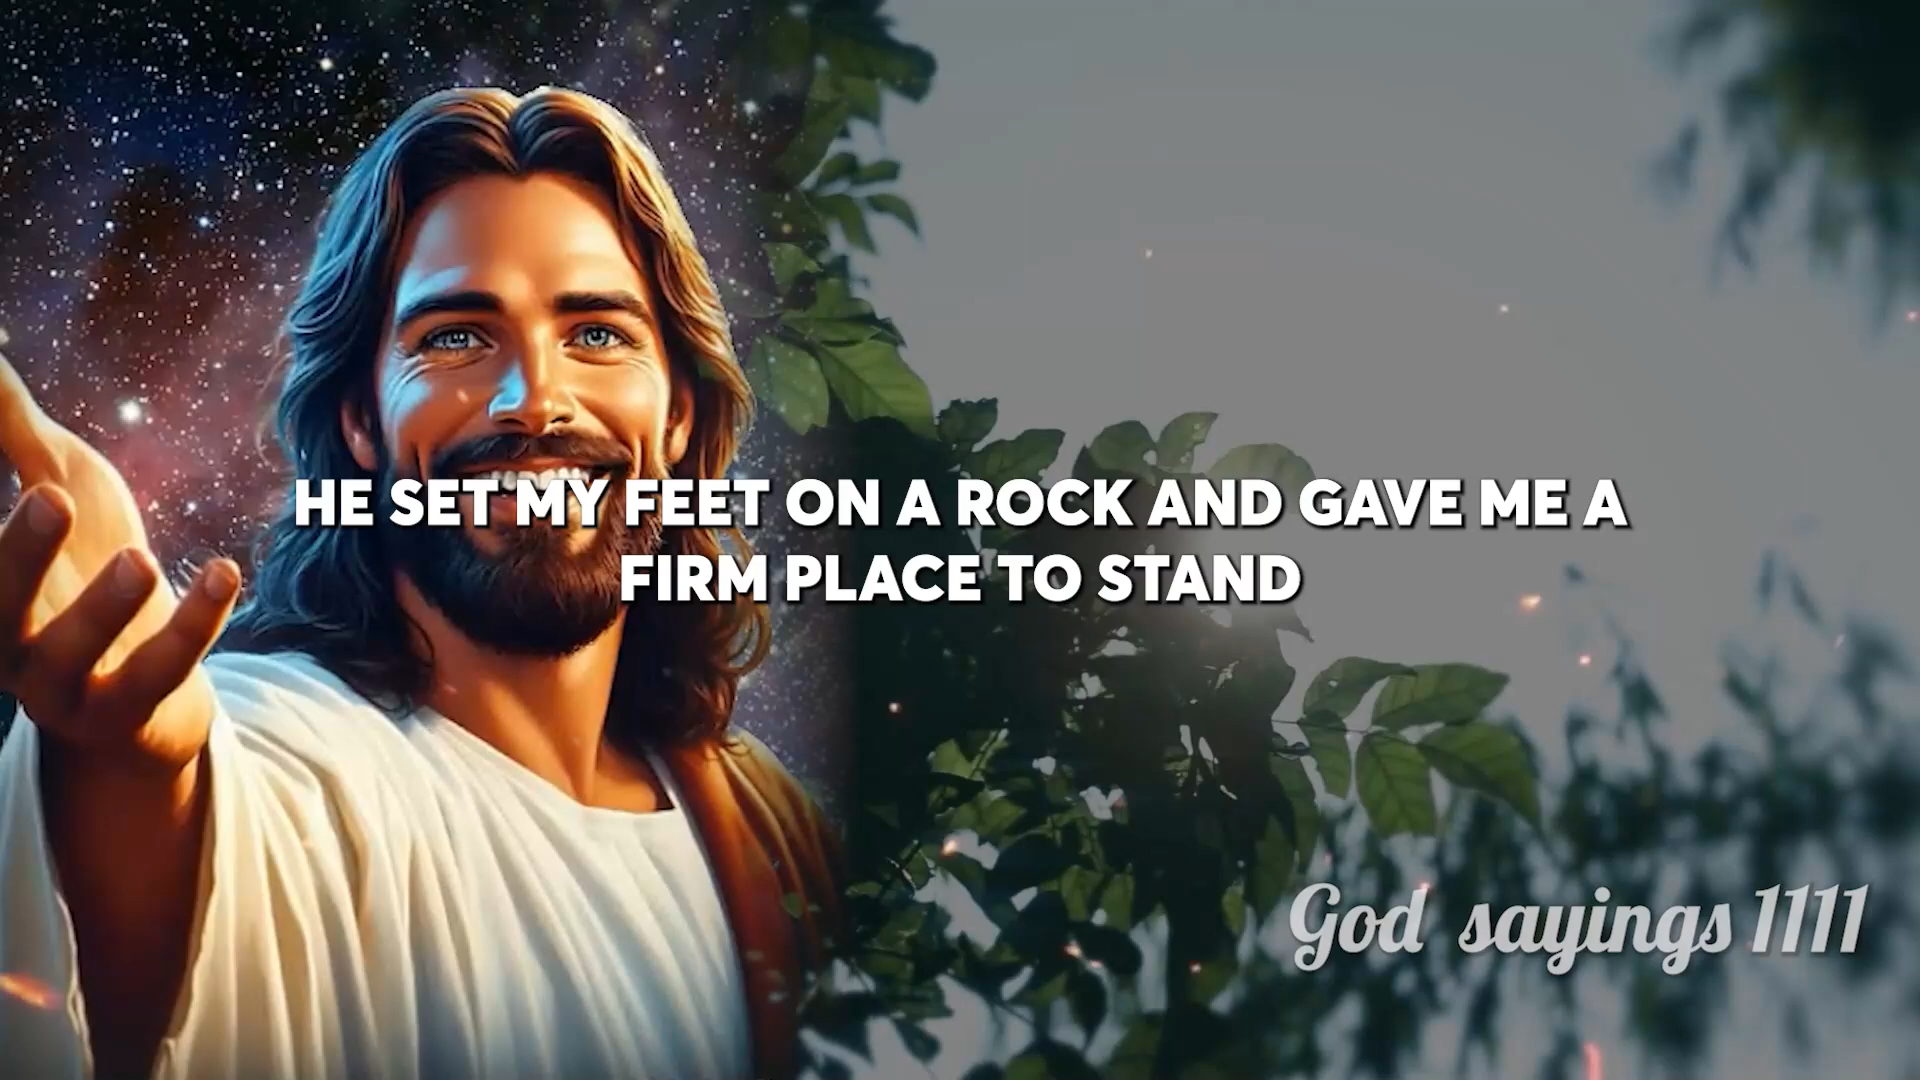 HE SET MY FEET ON A ROCK AND GAVE ME A
FIRM PLACE TO STAND
God sayings 1111